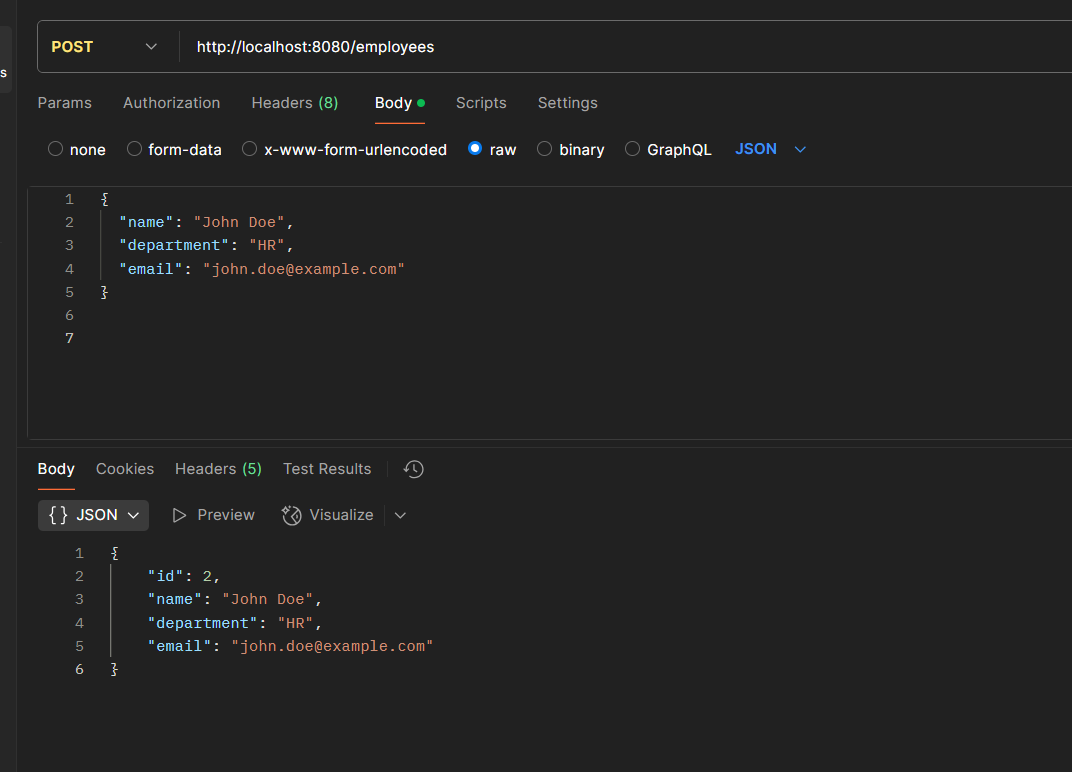 POST http://localhost:8080/employees
s
Params Authorization Headers (8) Body Scripts Settings
none form-data x-www-form-urlencoded raw binary GraphQL JSON
1 {
2 "name": "John Doe",
3 "department": "HR",
4 "email": "john.doe@example.com"
5 }
6
7
Body Cookies Headers (5) Test Results
{} JSON Preview Visualize
1 {
2 "id": 2,
3 "name": "John Doe",
4 "department": "HR",
5 "email": "john.doe@example.com"
6 }